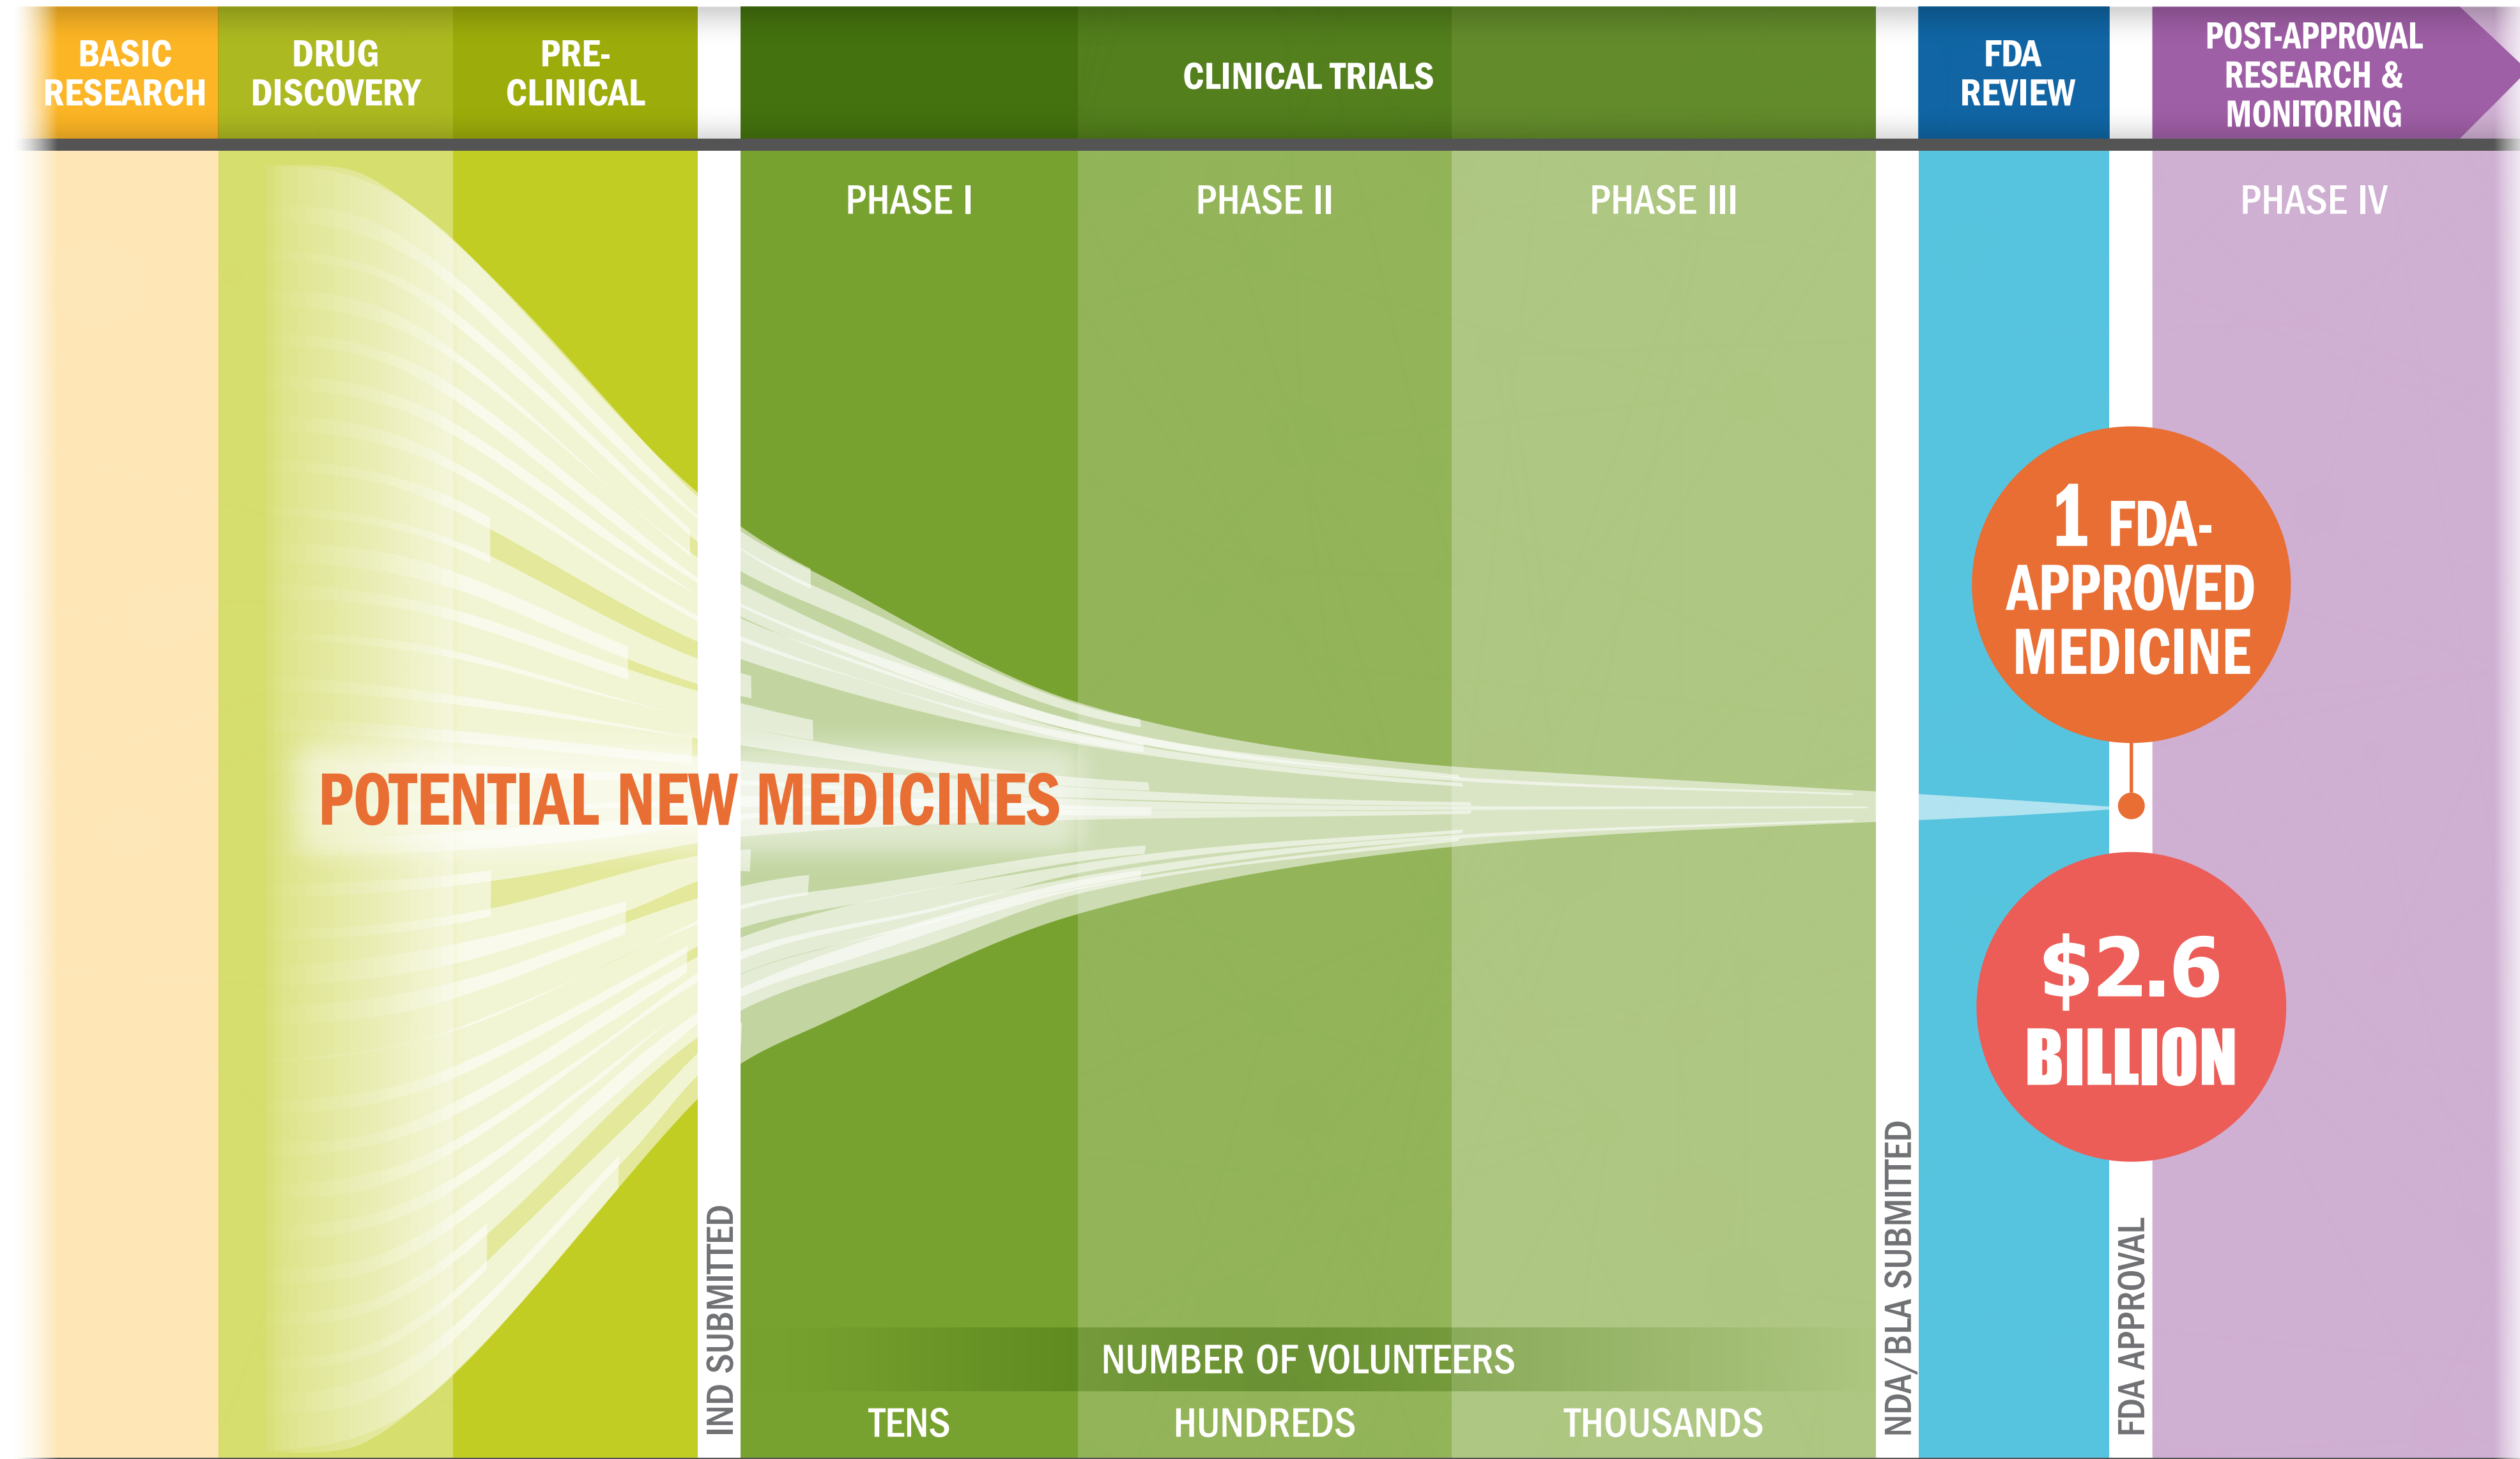 BASIC
RESEARCH
DRUG
DISCOVERY
PRE-
CLINICAL
CLINICAL TRIALS
FDA
REVIEW
POST-APPROVAL
RESEARCH &
MONITORING
PHASE I
PHASE II
PHASE III
PHASE IV
1 FDA-
APPROVED
MEDICINE
POTENTIAL NEW MEDICINES
$2.6
BILLION
IND SUBMITTED
NDA/BLA SUBMITTED
FDA APPROVAL
NUMBER OF VOLUNTEERS
TENS
HUNDREDS
THOUSANDS